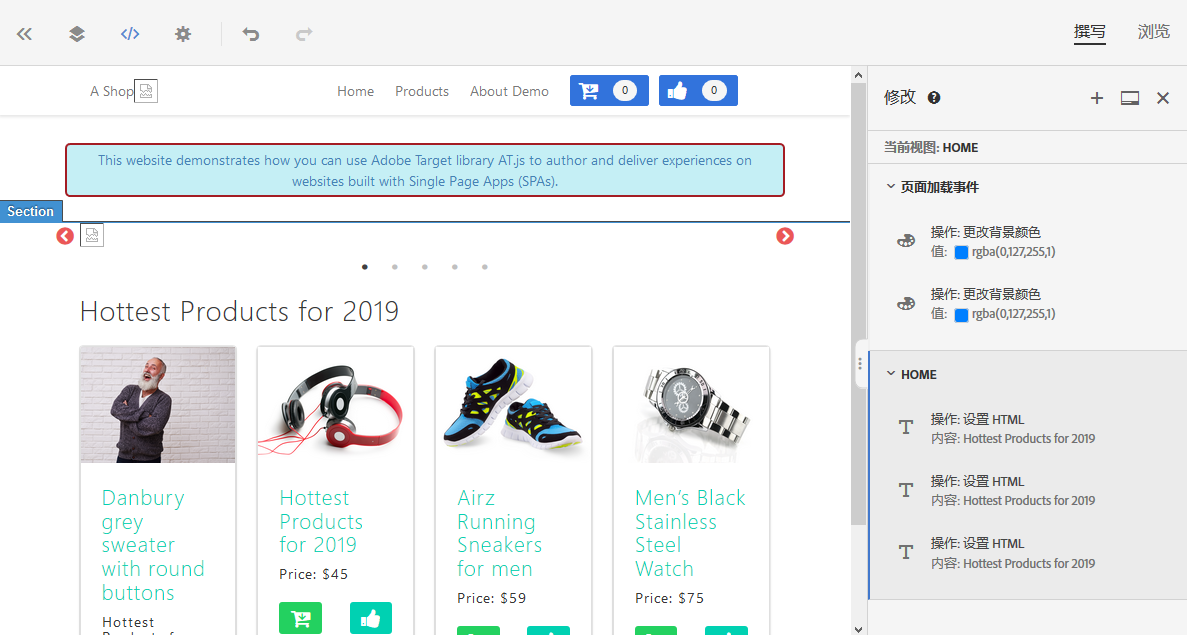 撰写
浏览
A Shop
Home
Products
About Demo
0
0
This website demonstrates how you can use Adobe Target library AT.js to author and deliver experiences on
websites built with Single Page Apps (SPAs).
Section
Hottest Products for 2019
Danbury
grey
sweater
with round
buttons
Hottest
Products f
Hottest
Products
for 2019
Price: $45
Airz
Running
Sneakers
for men
Price: $59
Men’s Black
Stainless
Steel
Watch
Price: $75
修改
当前视图: HOME
页面加载事件
操作: 更改背景颜色
值: rgba(0,127,255,1)
操作: 更改背景颜色
值: rgba(0,127,255,1)
HOME
操作: 设置 HTML
内容: Hottest Products for 2019
操作: 设置 HTML
内容: Hottest Products for 2019
操作: 设置 HTML
内容: Hottest Products for 2019